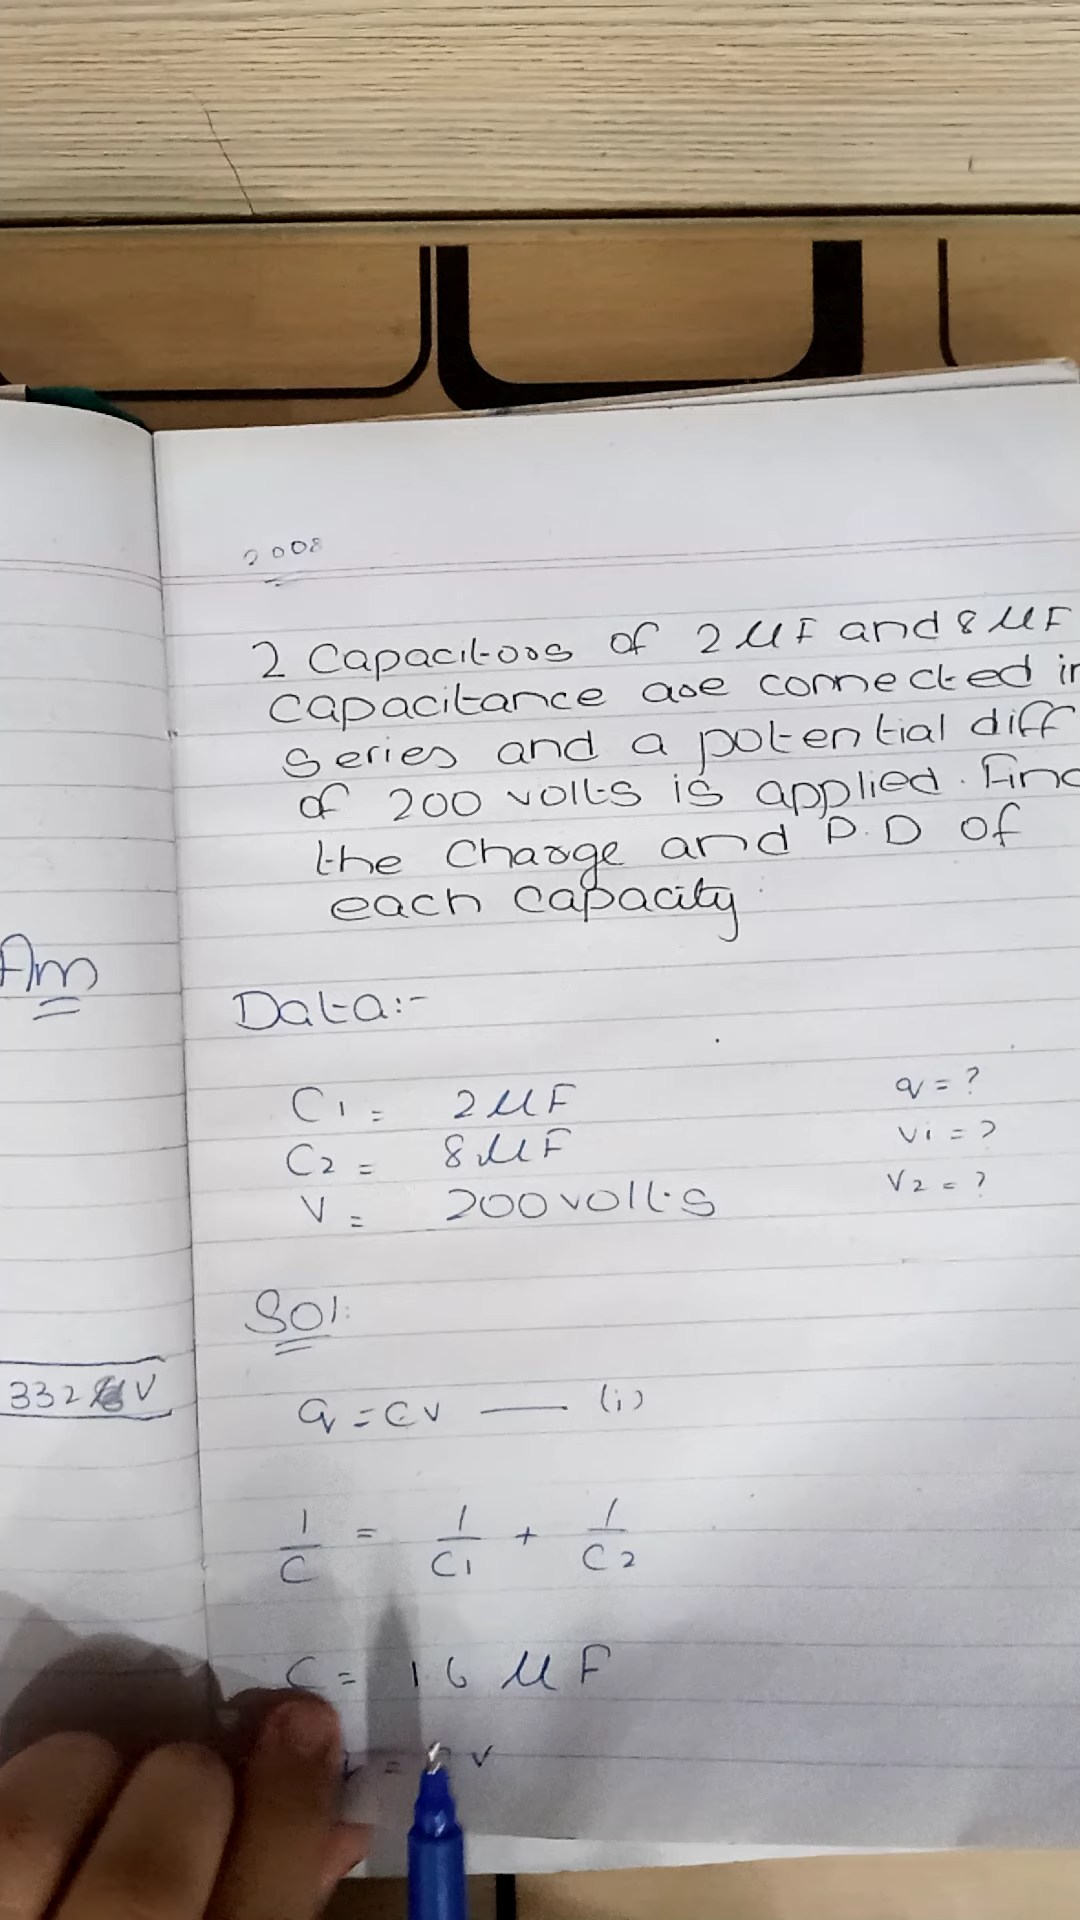 2008
2 Capacitors of 2 μF and 8 μF
capacitance are connected in
series and a potential diff
of 200 volts is applied. Find
the Charge and P.D of
each capacity.
Am
Data:-
C1 = 2 μF
q = ?
C2 = 8 μF
V1 = ?
V = 200 volts
V2 = ?
Sol:
332 V
q = cv —— (i)
1/C = 1/C1 + 1/C2
C = 1.6 μF